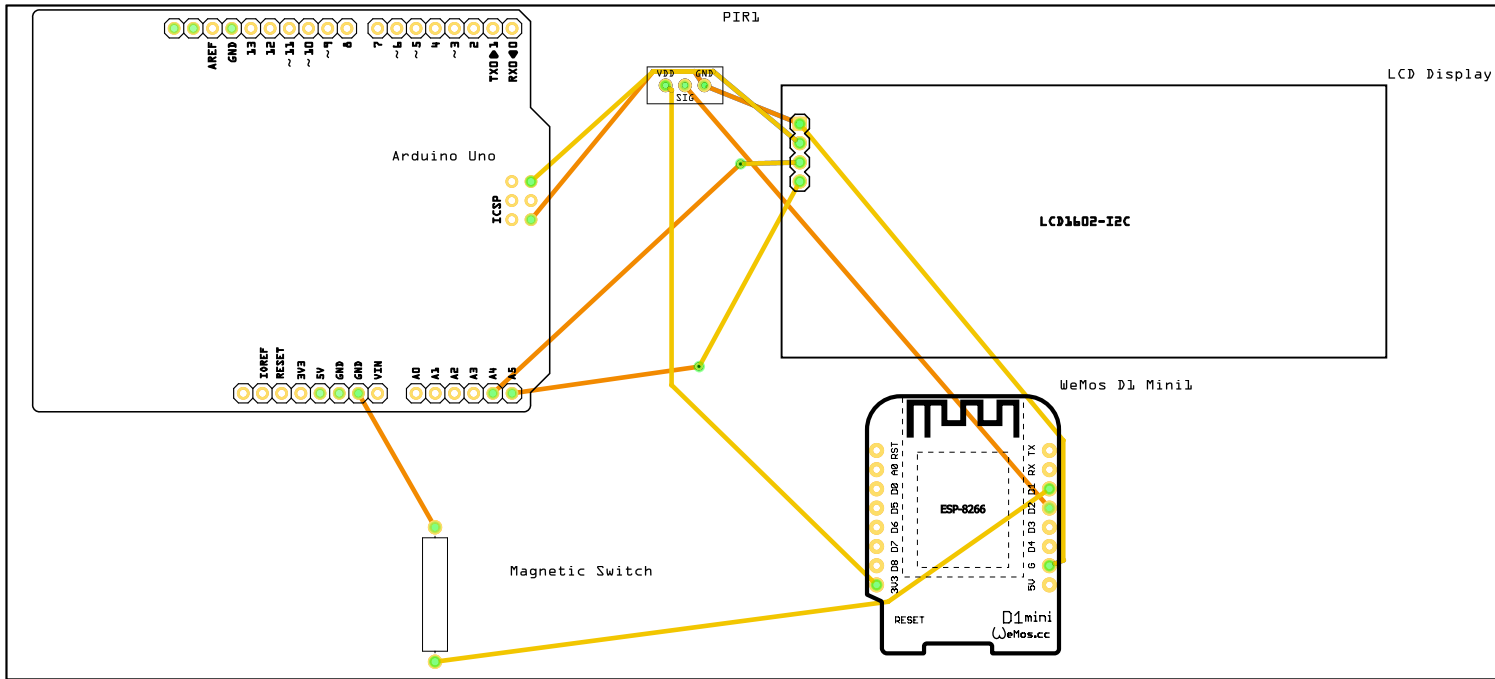 PIR1
LCD Display
AREF
GND
13
12
~11
~10
~9
8
7
~6
~5
4
~3
2
TX0▶1
RX0◀0
VDD
GND
SIG
Arduino Uno
ICSP
LCD1602-I2C
IOREF
RESET
3V3
5V
GND
GND
VIN
A0
A1
A2
A3
A4
A5
WeMos D1 Mini1
RST
A0
D0
D5
D6
D7
D8
3V3
TX
RX
D1
D2
D3
D4
G
5V
ESP-8266
Magnetic Switch
RESET
D1mini
WeMos.cc